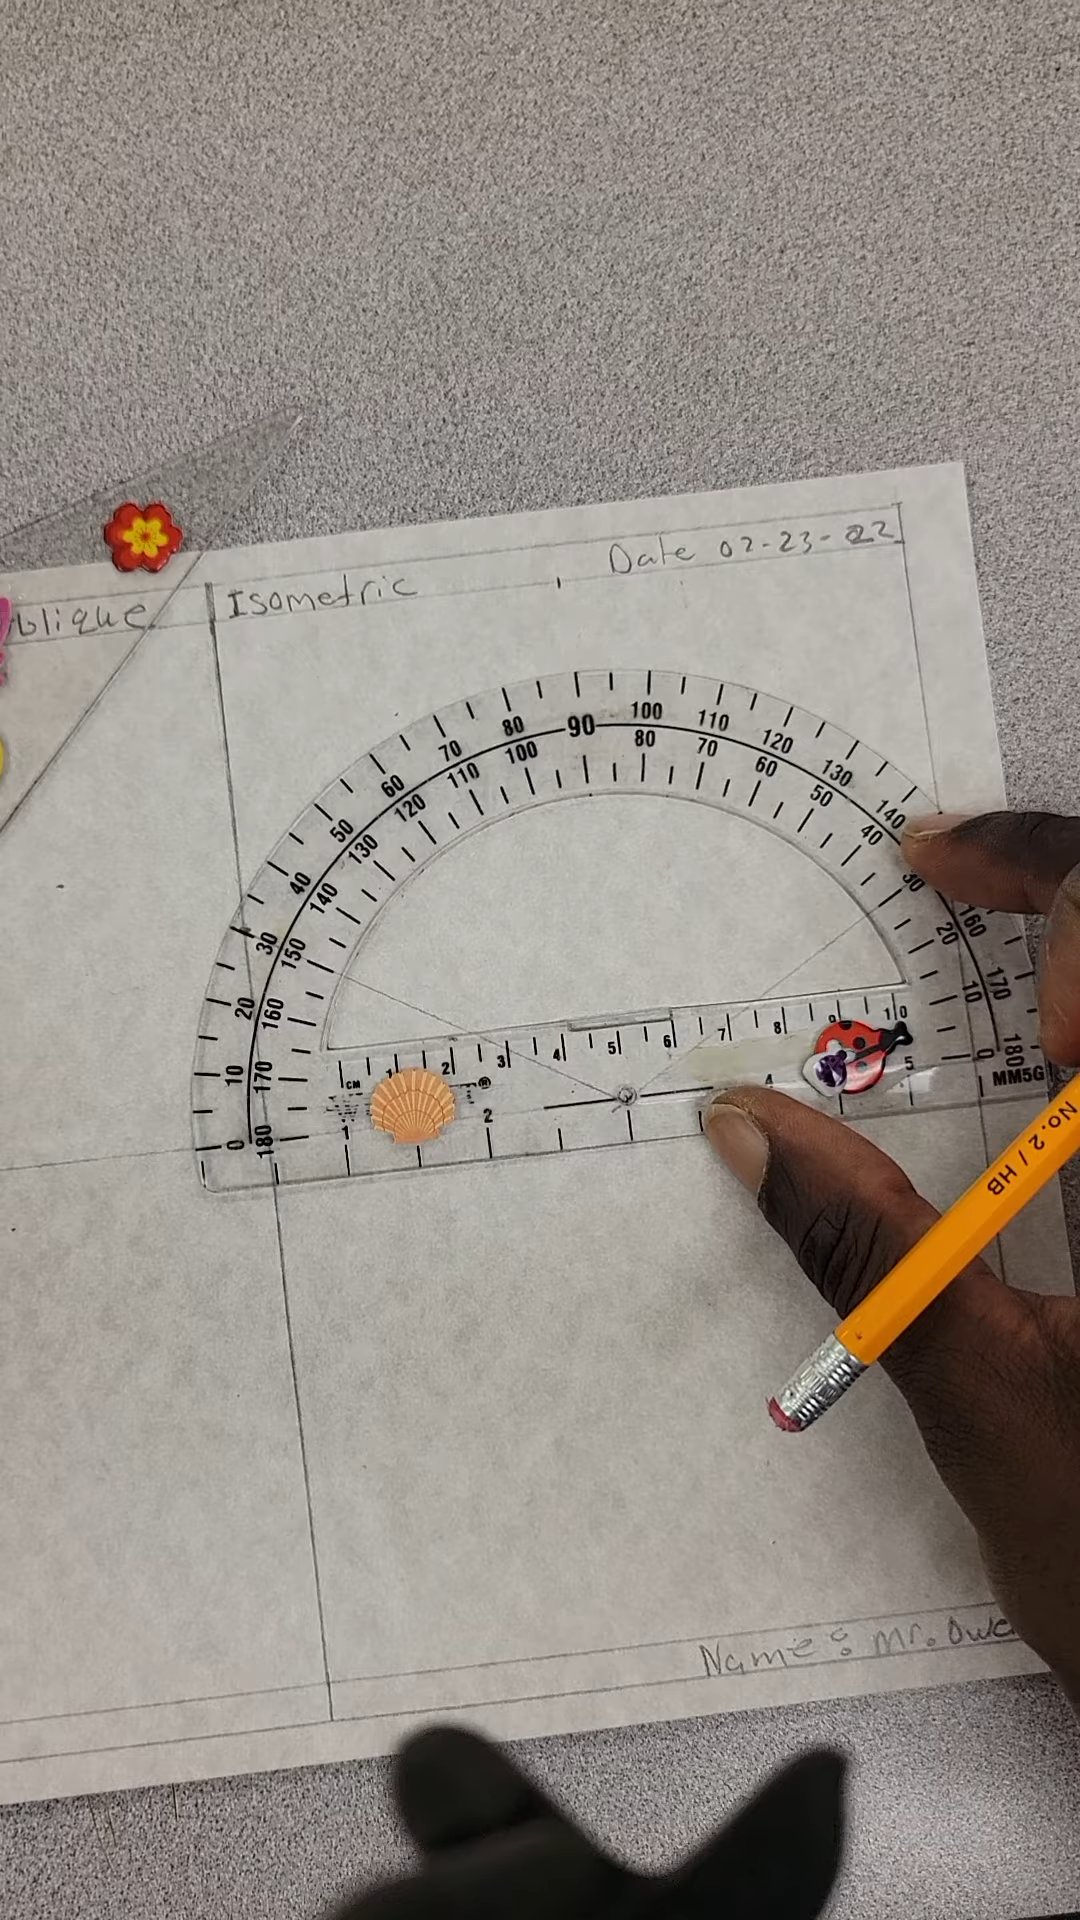 blique
Isometric
Date 02-23-22
80 90 100 110 120 130 140 160 170 180
70 60 50 40 30 20 10 0
100 110 120 130 140 150 160 170 180
80 70 60 50 40 30 20 10 0
CM 1 2 3 4 5 6 7 8 9 10
®
1 2 4 5
MM5G
No. 2 / HB
Name: Mr. Owe